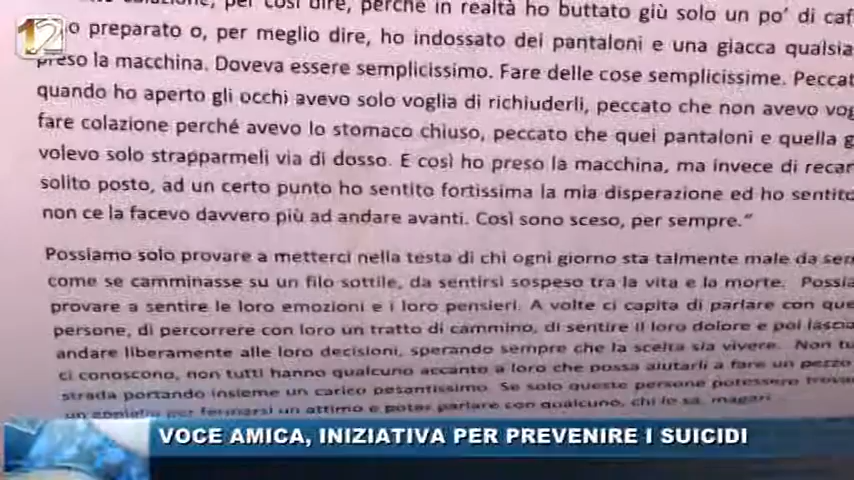 colazione, per così dire, perché in realtà ho buttato giù solo un po' di caf
12
o preparato o, per meglio dire, ho indossato dei pantaloni e una giacca qualsia
preso la macchina. Doveva essere semplicissimo. Fare delle cose semplicissime. Peccat
quando ho aperto gli occhi avevo solo voglia di richiuderli, peccato che non avevo vog
fare colazione perché avevo lo stomaco chiuso, peccato che quei pantaloni e quella g
volevo solo strapparmeli via di dosso. E così ho preso la macchina, ma invece di recar
solito posto, ad un certo punto ho sentito fortissima la mia disperazione ed ho sentito
non ce la facevo davvero più ad andare avanti. Così sono sceso, per sempre."
Possiamo solo provare a metterci nella testa di chi ogni giorno sta talmente male da sen
come se camminasse su un filo sottile, da sentirsi sospeso tra la vita e la morte. Possia
provare a sentire le loro emozioni e i loro pensieri. A volte ci capita di parlare con que
persone, di percorrere con loro un tratto di cammino, di sentire il loro dolore e poi lascia
andare liberamente alle loro decisioni, sperando sempre che la scelta sia vivere. Non tu
ci conoscono, non tutti hanno qualcuno accanto a loro che possa aiutarli a fare un pezzo
strada portando insieme un carico pesantissimo. Se solo queste persone potessero trovar
un appiglio per fermarsi un attimo e poter parlare con qualcuno, chi lo sa, magari
VOCE AMICA, INIZIATIVA PER PREVENIRE I SUICIDI